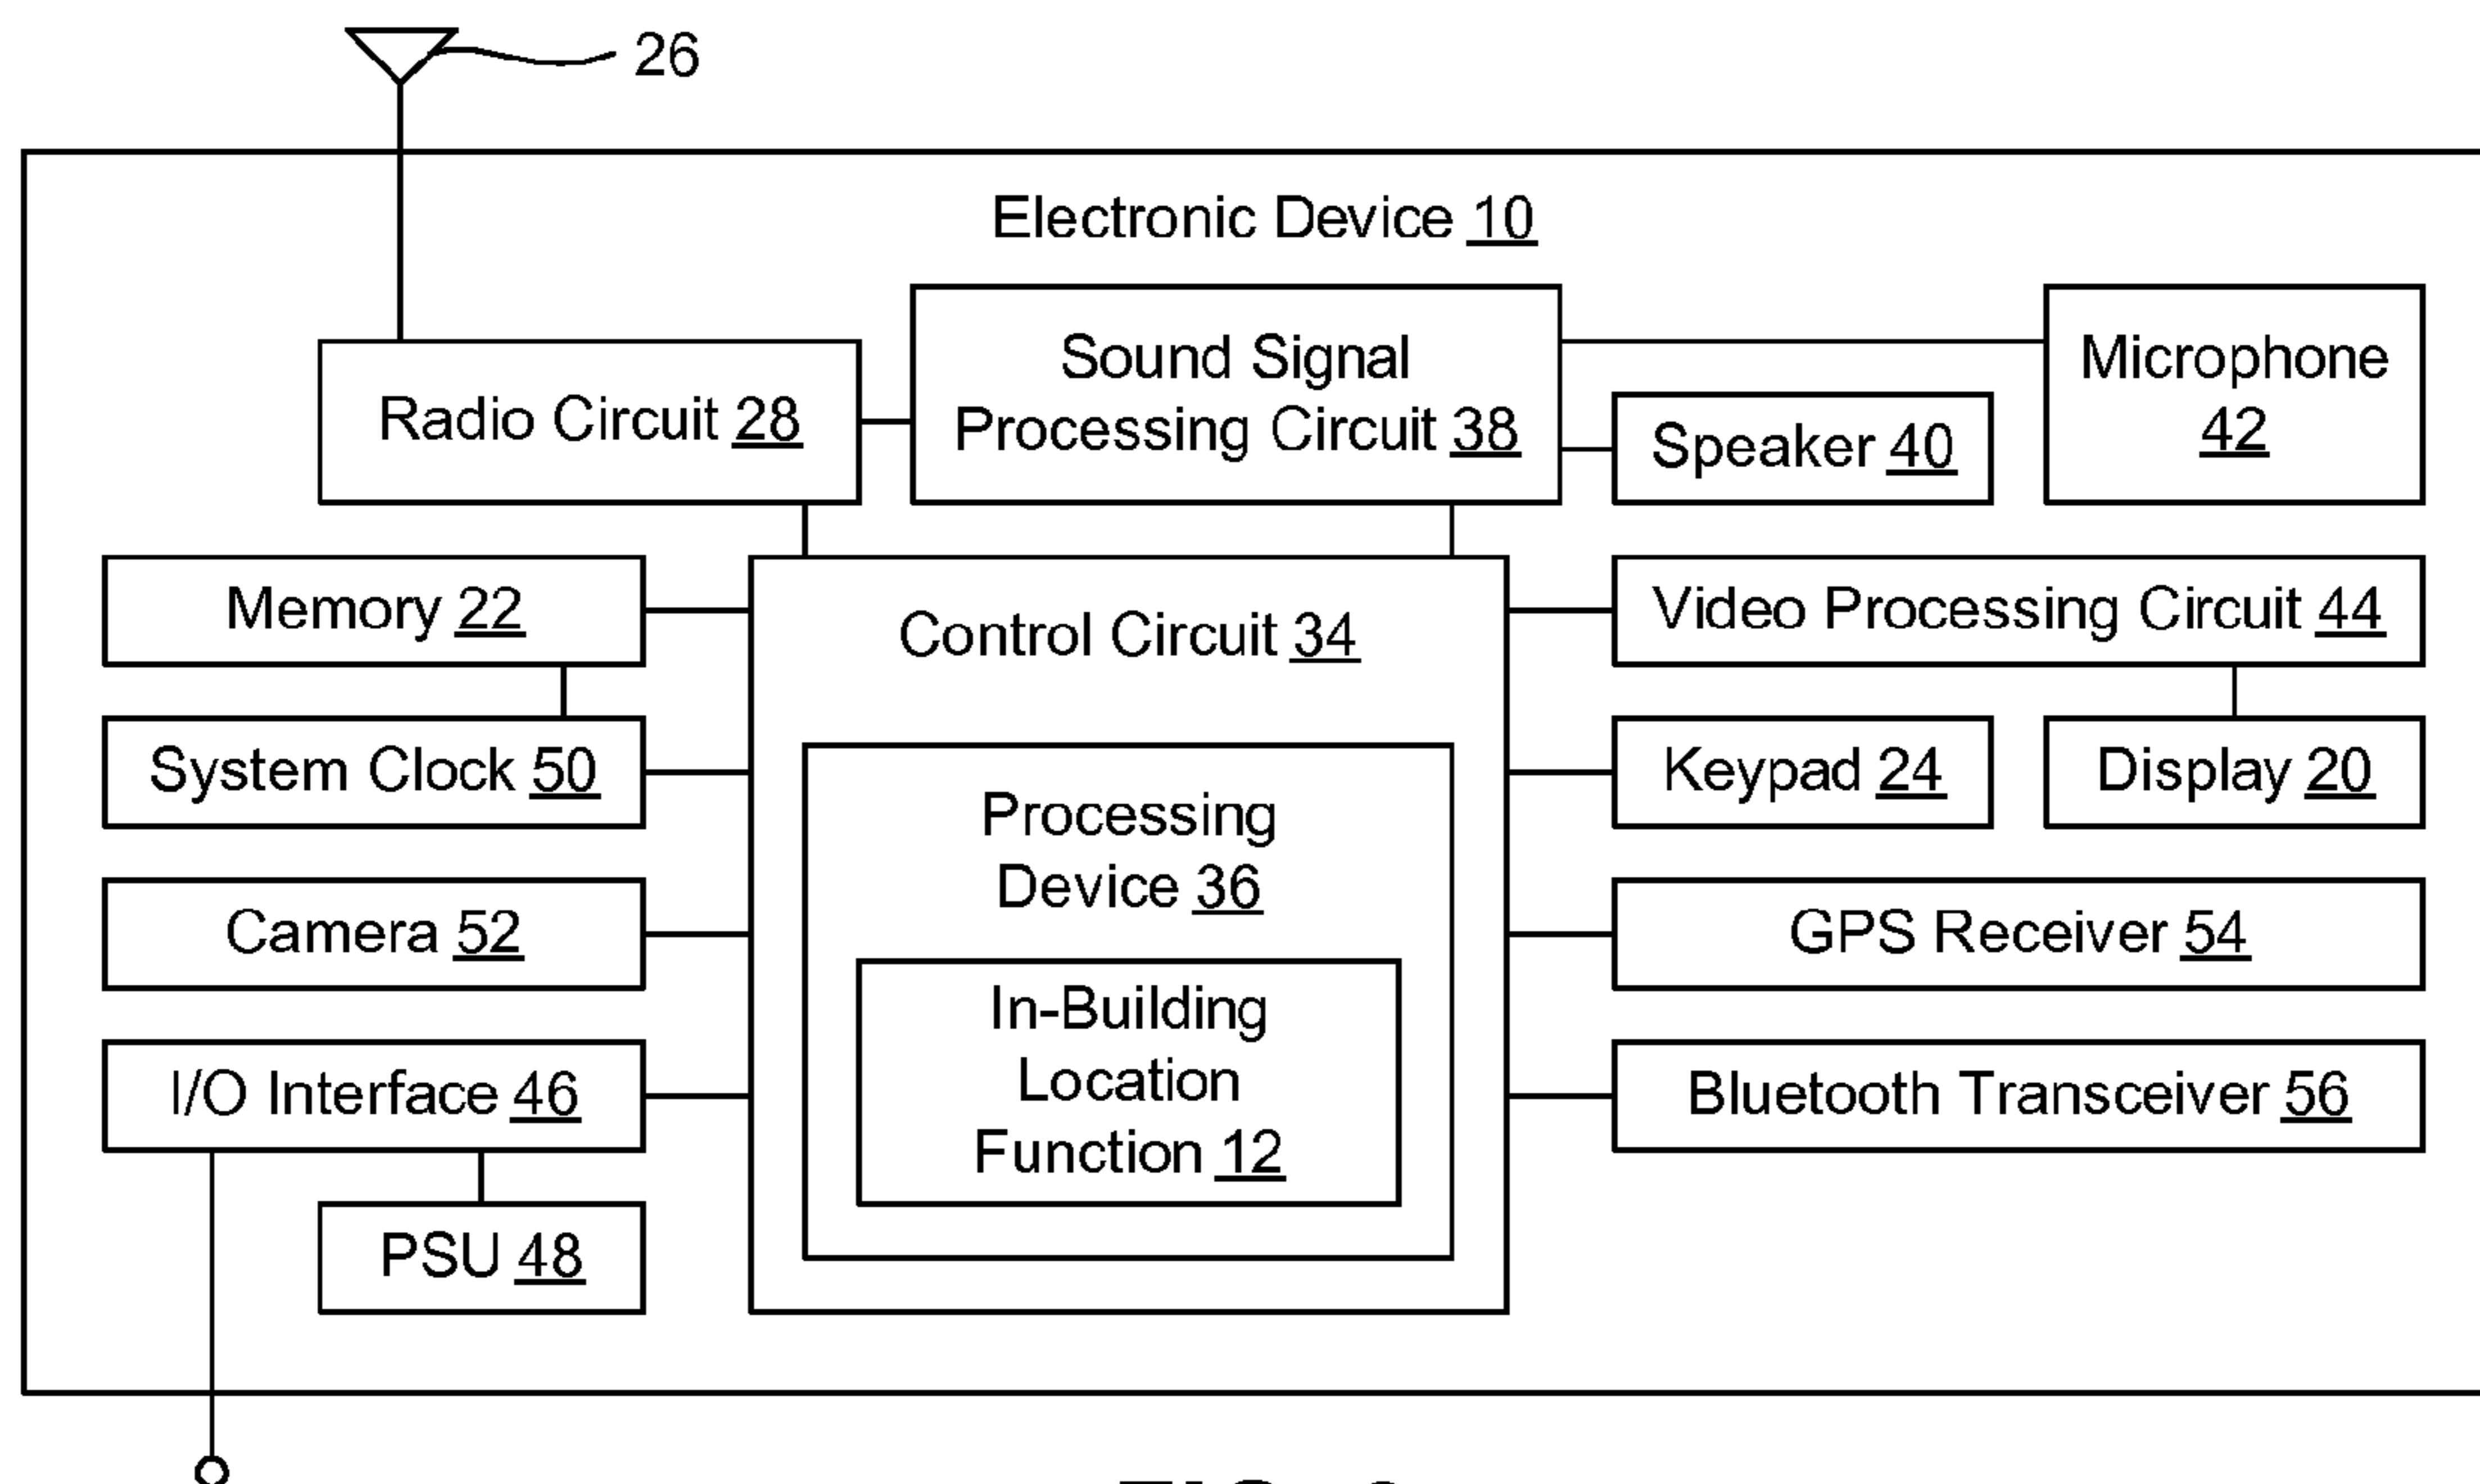 26
Electronic Device 10
Sound Signal
Processing Circuit 38
Microphone
42
Radio Circuit 28
Speaker 40
Memory 22
Control Circuit 34
Video Processing Circuit 44
System Clock 50
Keypad 24
Display 20
Processing
Device 36
Camera 52
GPS Receiver 54
In-Building
Location
Function 12
I/O Interface 46
Bluetooth Transceiver 56
PSU 48